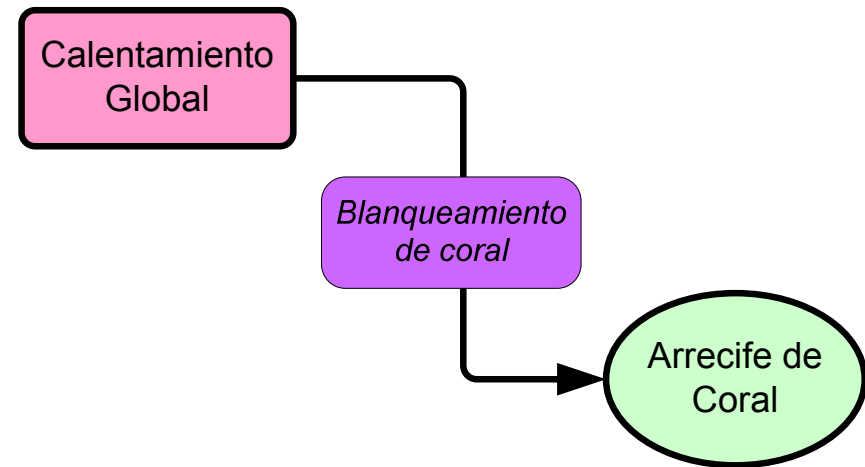 Calentamiento
Global
Blanqueamiento
de coral
Arrecife de
Coral